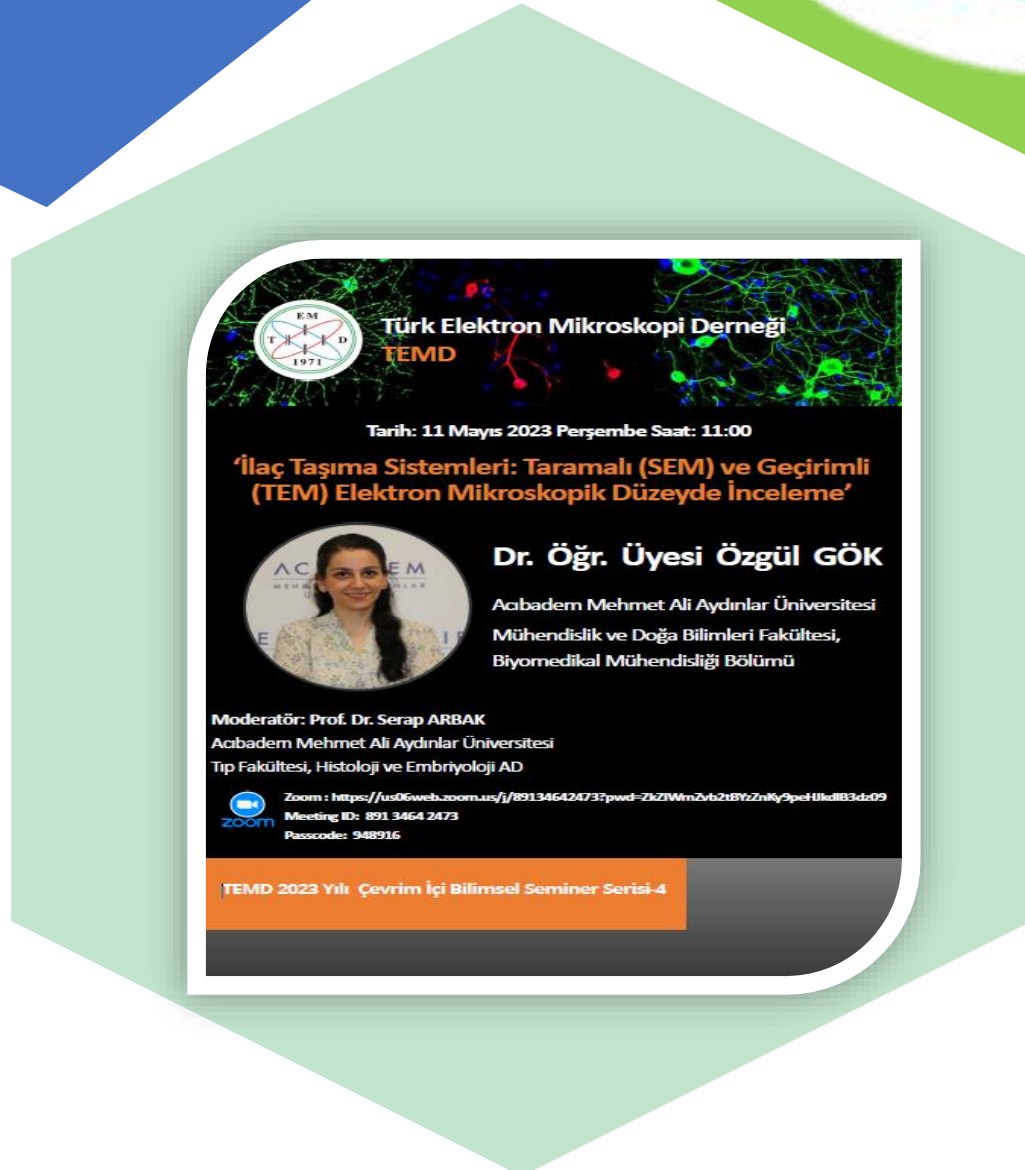 EM
T D
1971
Türk Elektron Mikroskopi Derneği
TEMD
Tarih: 11 Mayıs 2023 Perşembe Saat: 11:00
‘İlaç Taşıma Sistemleri: Taramalı (SEM) ve Geçirimli
(TEM) Elektron Mikroskopik Düzeyde İnceleme’
Dr. Öğr. Üyesi Özgül GÖK
Acıbadem Mehmet Ali Aydınlar Üniversitesi
Mühendislik ve Doğa Bilimleri Fakültesi,
Biyomedikal Mühendisliği Bölümü
Moderatör: Prof. Dr. Serap ARBAK
Acıbadem Mehmet Ali Aydınlar Üniversitesi
Tıp Fakültesi, Histoloji ve Embriyoloji AD
zoom
Zoom :
Meeting ID: 891 3464 2473
Passcode: 948916
TEMD 2023 Yılı Çevrim İçi Bilimsel Seminer Serisi-4